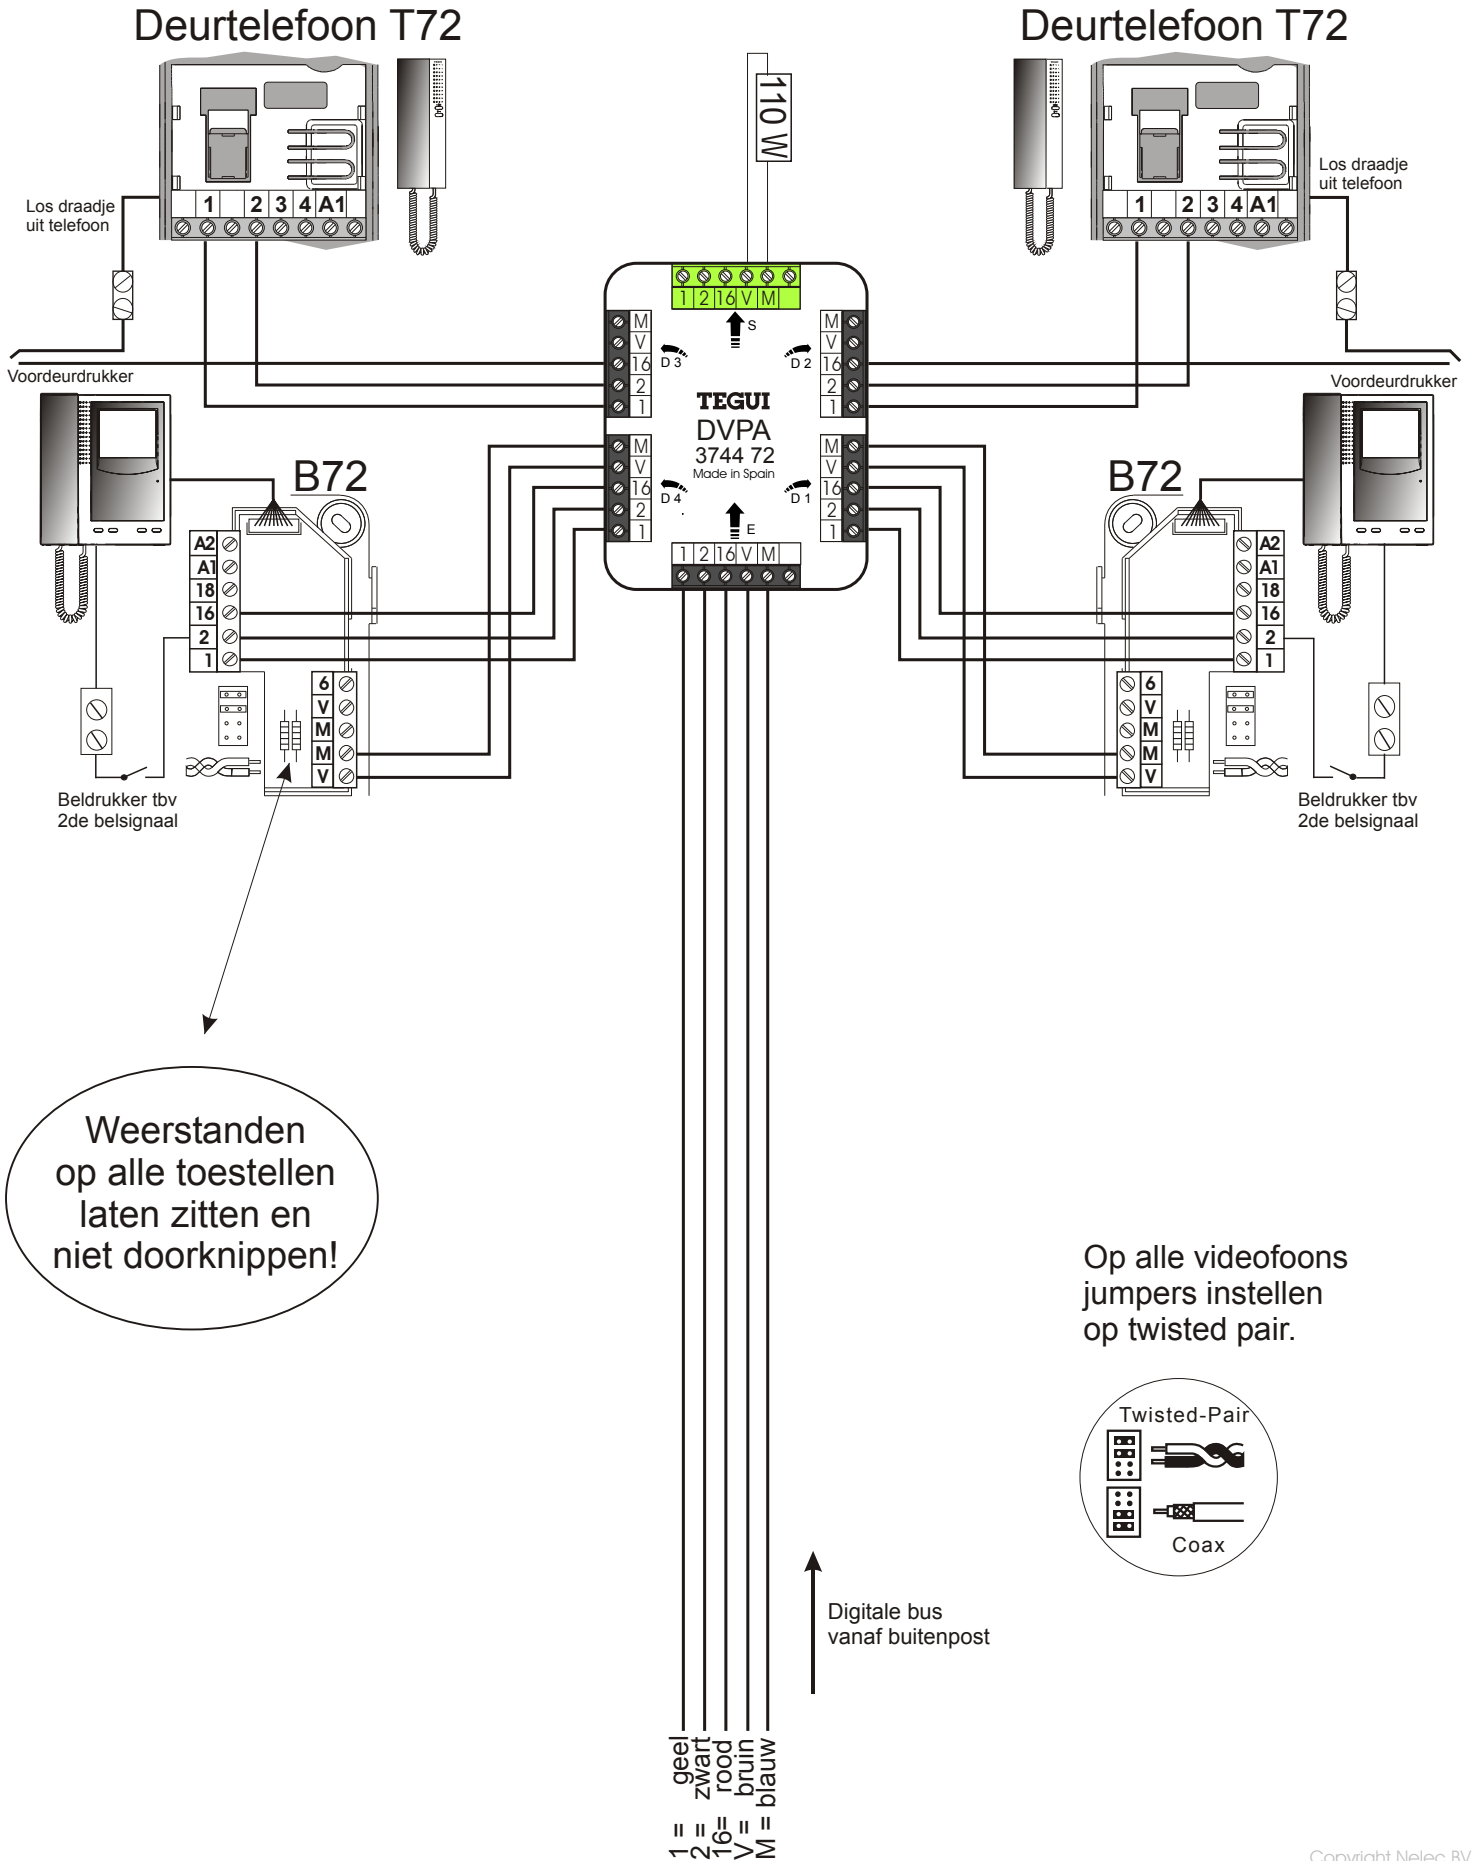 Deurtelefoon T72
Deurtelefoon T72
110 W
Los draadje
uit telefoon
1 2 3 4 A1
Los draadje
uit telefoon
1 2 3 4 A1
Voordeurdrukker
Voordeurdrukker
1 2 16 V M
S
M
V
16
2
1
D 3
M
V
16
2
1
D 2
TEGUI
DVPA
3744 72
Made in Spain
M
V
16
2
1
D 4
M
V
16
2
1
D 1
E
1 2 16 V M
B72
A2
A1
18
16
2
1
6
V
M
M
V
B72
A2
A1
18
16
2
1
6
V
M
M
V
Beldrukker tbv
2de belsignaal
Beldrukker tbv
2de belsignaal
Weerstanden
op alle toestellen
laten zitten en
niet doorknippen!
Op alle videofoons
jumpers instellen
op twisted pair.
Twisted-Pair
Coax
Digitale bus
vanaf buitenpost
1 = geel
2 = zwart
16= rood
V = bruin
M = blauw
Copyright Nelec BV